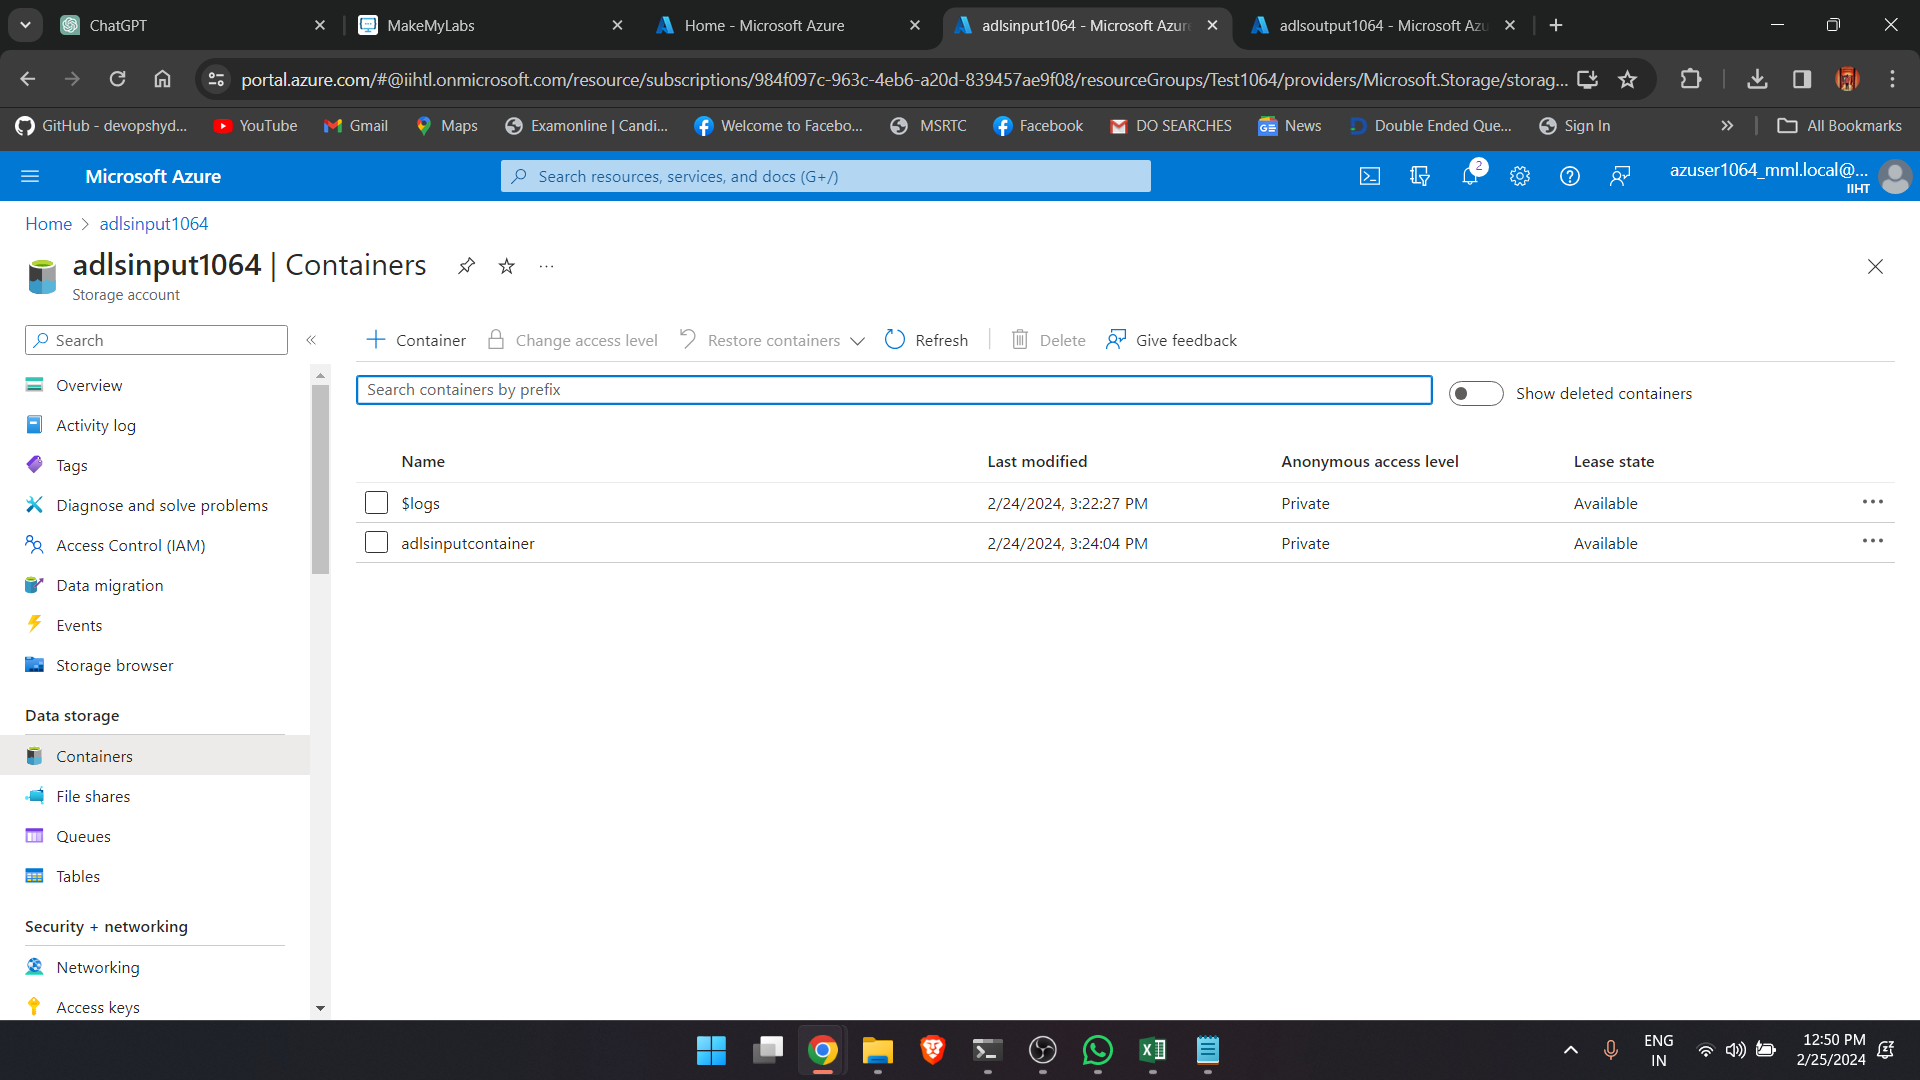 ChatGPT
MakeMyLabs
Home - Microsoft Azure
adlsinput1064 - Microsoft Azure
adlsoutput1064 - Microsoft Azu
portal.azure.com/#@iihtl.onmicrosoft.com/resource/subscriptions/984f097c-963c-4eb6-a20d-839457ae9f08/resourceGroups/Test1064/providers/Microsoft.Storage/storag...
GitHub - devopshyd...
YouTube
Gmail
Maps
Examonline | Candi...
Welcome to Facebo...
MSRTC
Facebook
DO SEARCHES
News
Double Ended Que...
Sign In
All Bookmarks
Microsoft Azure
Search resources, services, and docs (G+/)
2
azuser1064_mml.local@...
IIHT
Home > adlsinput1064
adlsinput1064 | Containers
Storage account
Search
Overview
Activity log
Tags
Diagnose and solve problems
Access Control (IAM)
Data migration
Events
Storage browser
Data storage
Containers
File shares
Queues
Tables
Security + networking
Networking
Access keys
Container
Change access level
Restore containers
Refresh
Delete
Give feedback
Search containers by prefix
Show deleted containers
Name Last modified Anonymous access level Lease state
$logs 2/24/2024, 3:22:27 PM Private Available
adlsinputcontainer 2/24/2024, 3:24:04 PM Private Available
ENG
IN
12:50 PM
2/25/2024